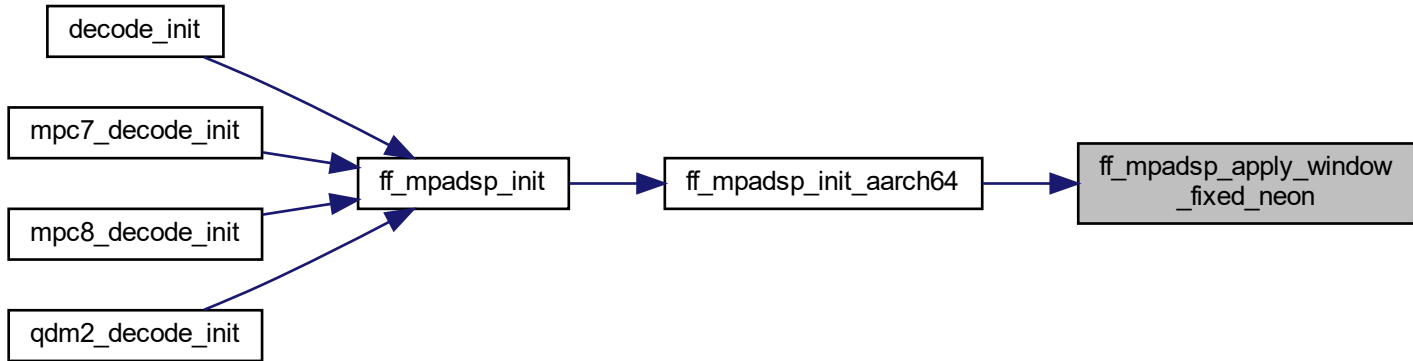 decode_init
mpc7_decode_init
mpc8_decode_init
qdm2_decode_init
ff_mpadsp_init
ff_mpadsp_init_aarch64
ff_mpadsp_apply_window
_fixed_neon